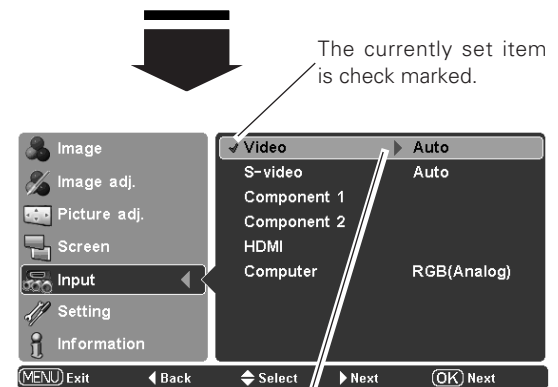 The currently set item
is check marked.
Image
Image adj.
Picture adj.
Screen
Input
Setting
Information
Video Auto
S-video Auto
Component 1
Component 2
HDMI
Computer RGB(Analog)
MENU Exit Back Select Next OK Next